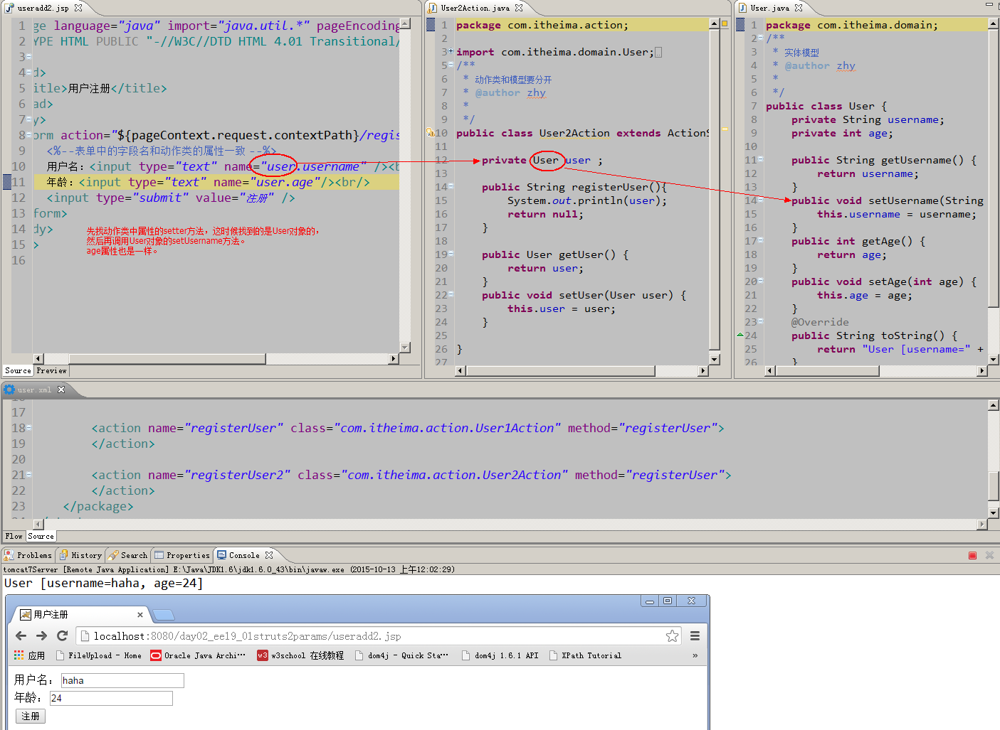 useradd2.jsp
1 ge language="java" import="java.util.*" pageEncoding
2 YPE HTML PUBLIC "-//W3C//DTD HTML 4.01 Transitional/
3
4 d>
5 itle>用户注册</title>
6 ad>
7 y>
8 orm action="${pageContext.request.contextPath}/regis
9 <%--表单中的字段名和动作类的属性一致 --%>
10 用户名：<input type="text" name="user.username" /><b
11 年龄：<input type="text" name="user.age"/><br/>
12 <input type="submit" value="注册" />
13 form>
14 dy>
15 >
16
先找动作类中属性的setter方法，这时候找到的是User对象的，
然后再调用User对象的setUsername方法。
age属性也是一样。
Source Preview
User2Action.java
1 package com.itheima.action;
2
3 import com.itheima.domain.User;
5 /**
6 * 动作类和模型要分开
7 * @author zhy
8 *
9 */
10 public class User2Action extends ActionS
11
12 private User user ;
13
14 public String registerUser(){
15 System.out.println(user);
16 return null;
17 }
18
19 public User getUser() {
20 return user;
21 }
22 public void setUser(User user) {
23 this.user = user;
24 }
25
26 }
27
User.java
1 package com.itheima.domain;
2 /**
3 * 实体模型
4 * @author zhy
5 *
6 */
7 public class User {
8 private String username;
9 private int age;
10
11 public String getUsername() {
12 return username;
13 }
14 public void setUsername(String
15 this.username = username;
16 }
17 public int getAge() {
18 return age;
19 }
20 public void setAge(int age) {
21 this.age = age;
22 }
23 @Override
24 public String toString() {
25 return "User [username=" +
26 }
user.xml
17
18 <action name="registerUser" class="com.itheima.action.User1Action" method="registerUser">
19 </action>
20
21 <action name="registerUser2" class="com.itheima.action.User2Action" method="registerUser">
22 </action>
23 </package>
Flow Source
Problems History Search Properties Console
tomcat7Server [Remote Java Application] E:\Java\JDK1.6\jdk1.6.0_43\bin\javaw.exe (2015-10-13 上午12:02:29)
User [username=haha, age=24]
用户注册
localhost:8080/day02_ee19_01struts2params/useradd2.jsp
应用 FileUpload - Home Oracle Java Archi… w3 w3school 在线教程 dom4j - Quick Sta… dom4j 1.6.1 API XPath Tutorial »
用户名： haha
年龄： 24
注册